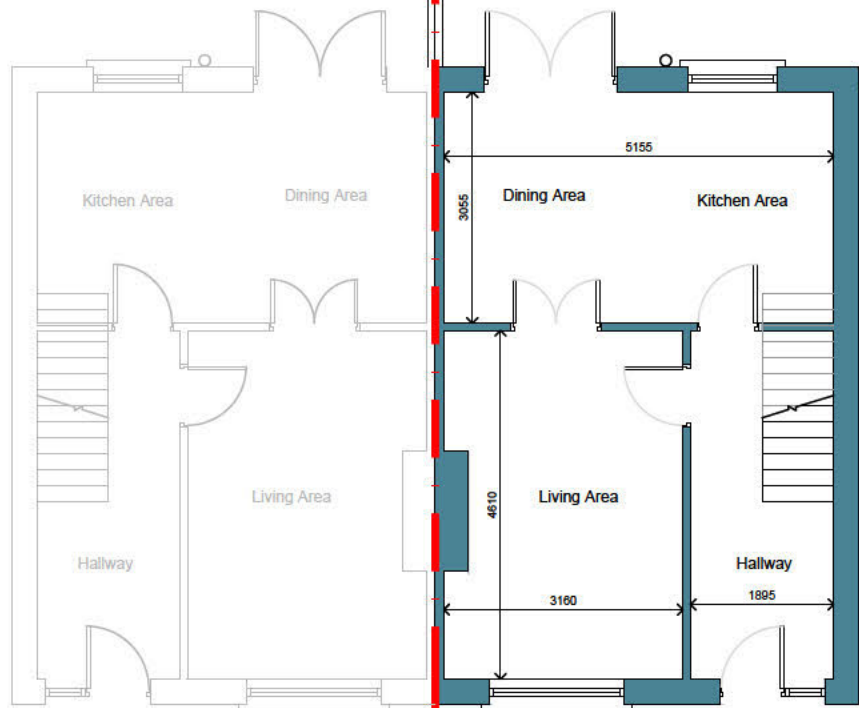 5155
Dining Area
Kitchen Area
Dining Area
Kitchen Area
3055
4610
Living Area
Living Area
Hallway
Hallway
3160
1895